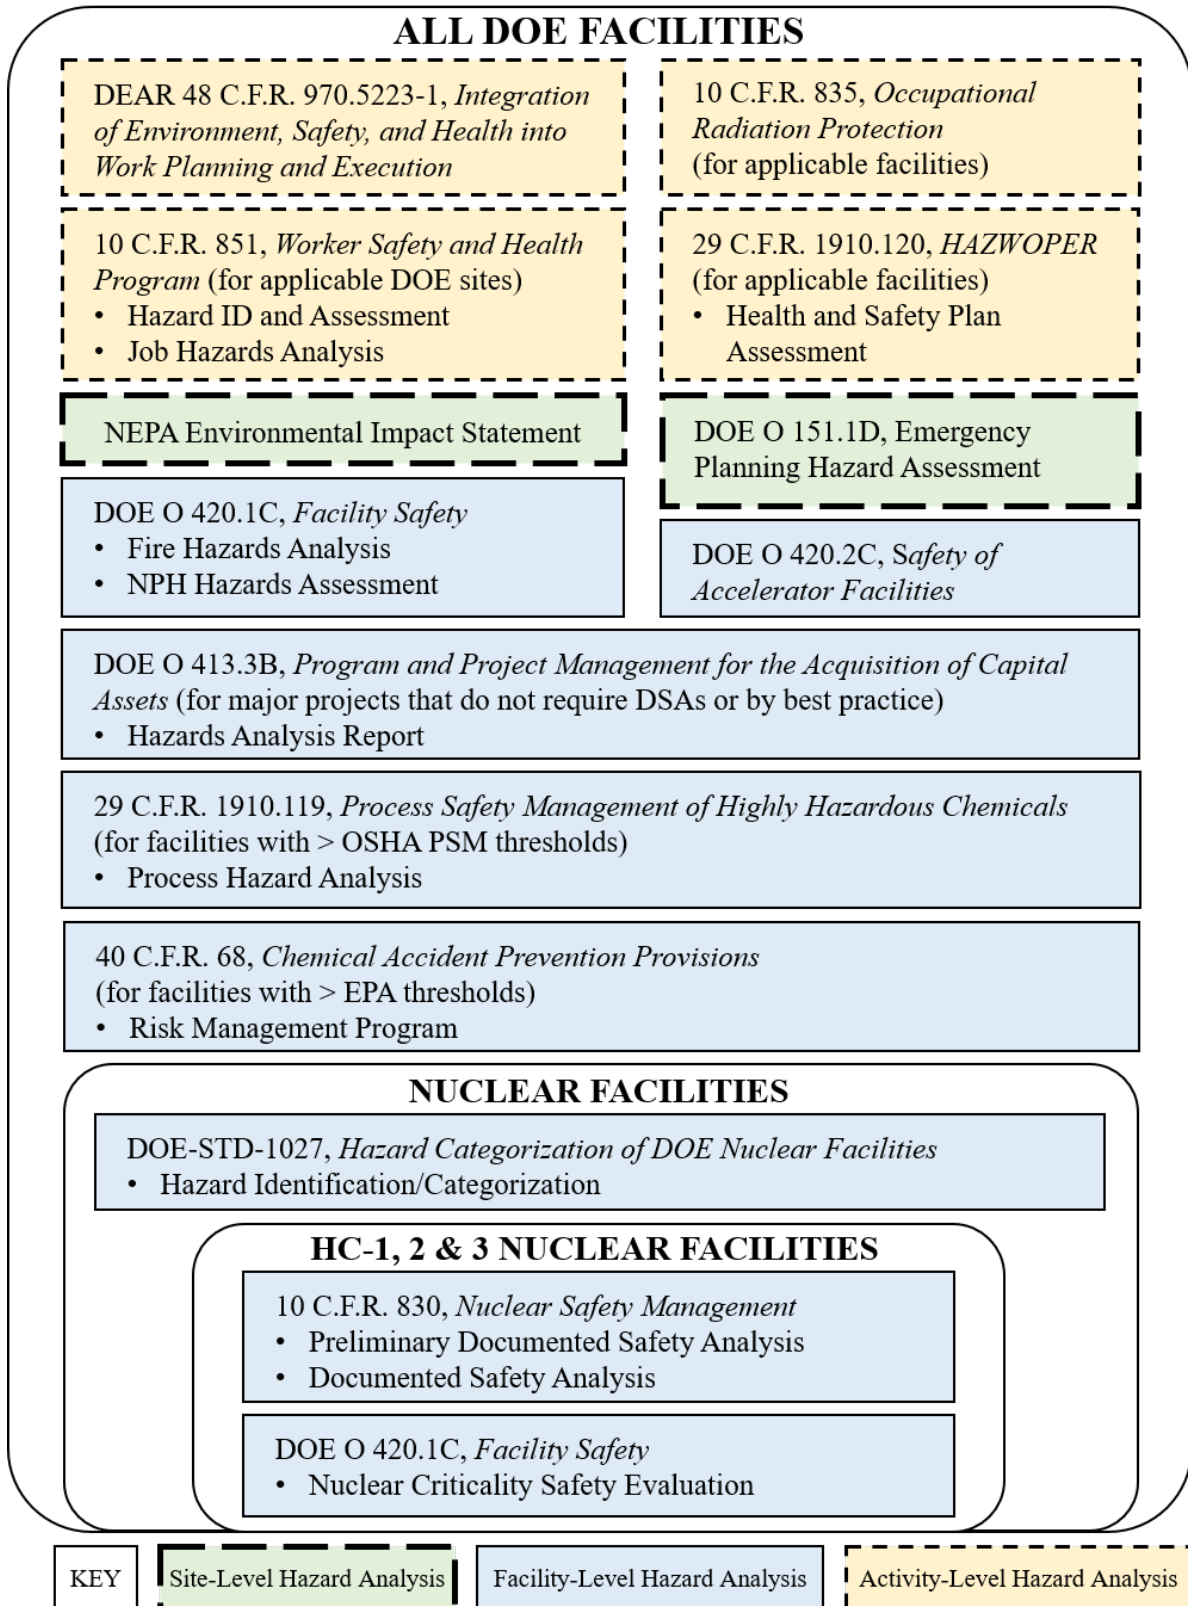 ALL DOE FACILITIES
DEAR 48 C.F.R. 970.5223-1, Integration
of Environment, Safety, and Health into
Work Planning and Execution
10 C.F.R. 835, Occupational
Radiation Protection
(for applicable facilities)
10 C.F.R. 851, Worker Safety and Health
Program (for applicable DOE sites)
• Hazard ID and Assessment
• Job Hazards Analysis
29 C.F.R. 1910.120, HAZWOPER
(for applicable facilities)
• Health and Safety Plan
Assessment
NEPA Environmental Impact Statement
DOE O 151.1D, Emergency
Planning Hazard Assessment
DOE O 420.1C, Facility Safety
• Fire Hazards Analysis
• NPH Hazards Assessment
DOE O 420.2C, Safety of
Accelerator Facilities
DOE O 413.3B, Program and Project Management for the Acquisition of Capital
Assets (for major projects that do not require DSAs or by best practice)
• Hazards Analysis Report
29 C.F.R. 1910.119, Process Safety Management of Highly Hazardous Chemicals
(for facilities with > OSHA PSM thresholds)
• Process Hazard Analysis
40 C.F.R. 68, Chemical Accident Prevention Provisions
(for facilities with > EPA thresholds)
• Risk Management Program
NUCLEAR FACILITIES
DOE-STD-1027, Hazard Categorization of DOE Nuclear Facilities
• Hazard Identification/Categorization
HC-1, 2 & 3 NUCLEAR FACILITIES
10 C.F.R. 830, Nuclear Safety Management
• Preliminary Documented Safety Analysis
• Documented Safety Analysis
DOE O 420.1C, Facility Safety
• Nuclear Criticality Safety Evaluation
KEY
Site-Level Hazard Analysis
Facility-Level Hazard Analysis
Activity-Level Hazard Analysis